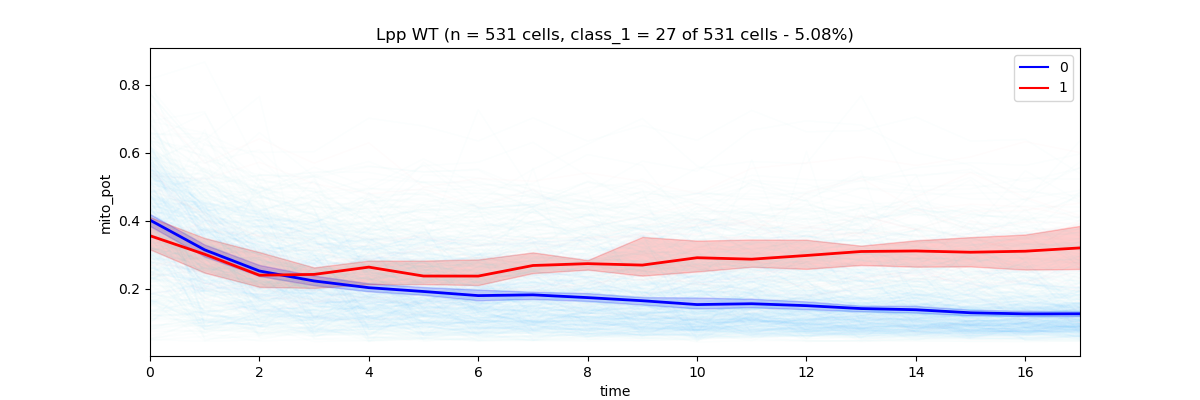 Lpp WT (n = 531 cells, class_1 = 27 of 531 cells - 5.08%)
0
1
mito_pot
0.8
0.6
0.4
0.2
0 2 4 6 8 10 12 14 16
time